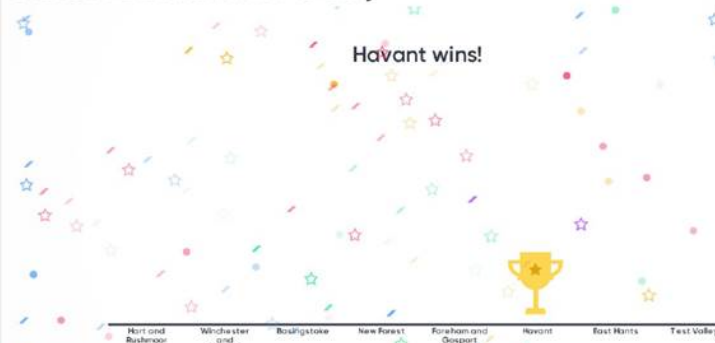 Havant wins!
Hart and Rushmoor
Winchester and
Basingstoke
New Forest
Fareham and Gosport
Havant
East Hants
Test Valley